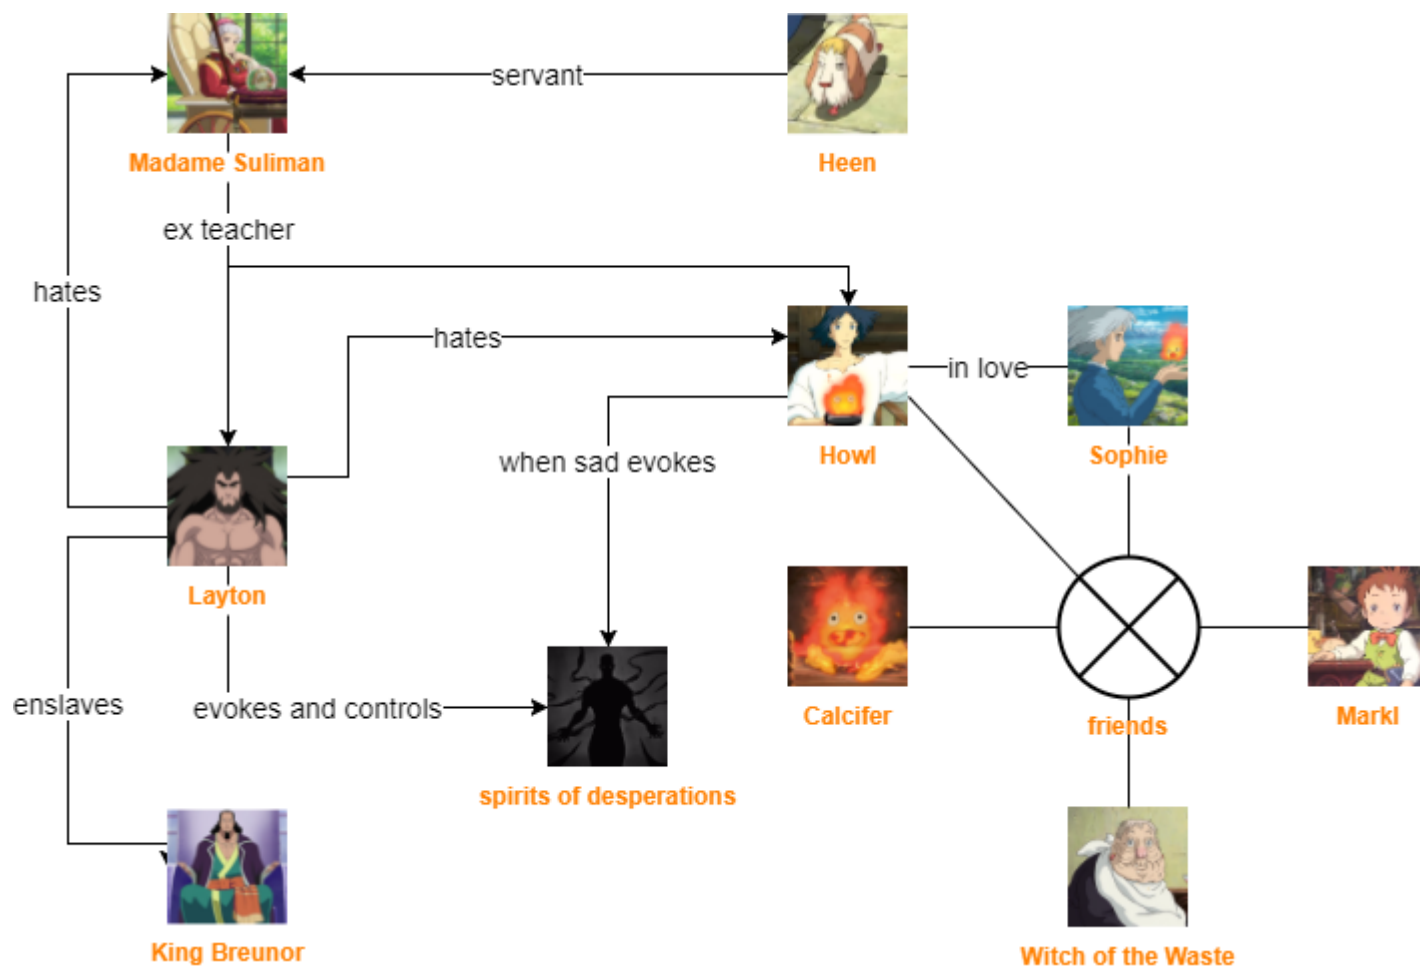 servant
Madame Suliman
Heen
ex teacher
hates
hates
in love
Howl
Sophie
when sad evokes
Layton
enslaves
evokes and controls
Calcifer
friends
Markl
spirits of desperations
King Breunor
Witch of the Waste